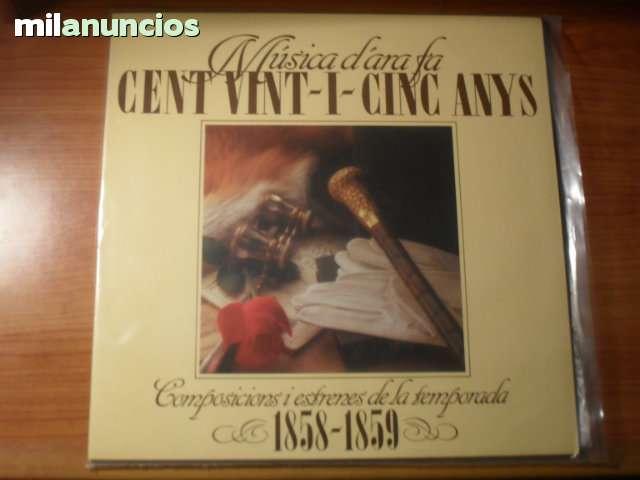 milanuncios
Música d'ara fa
CENT VINT-I-CINC ANYS
Composicions i estrenes de la temporada
1858-1859